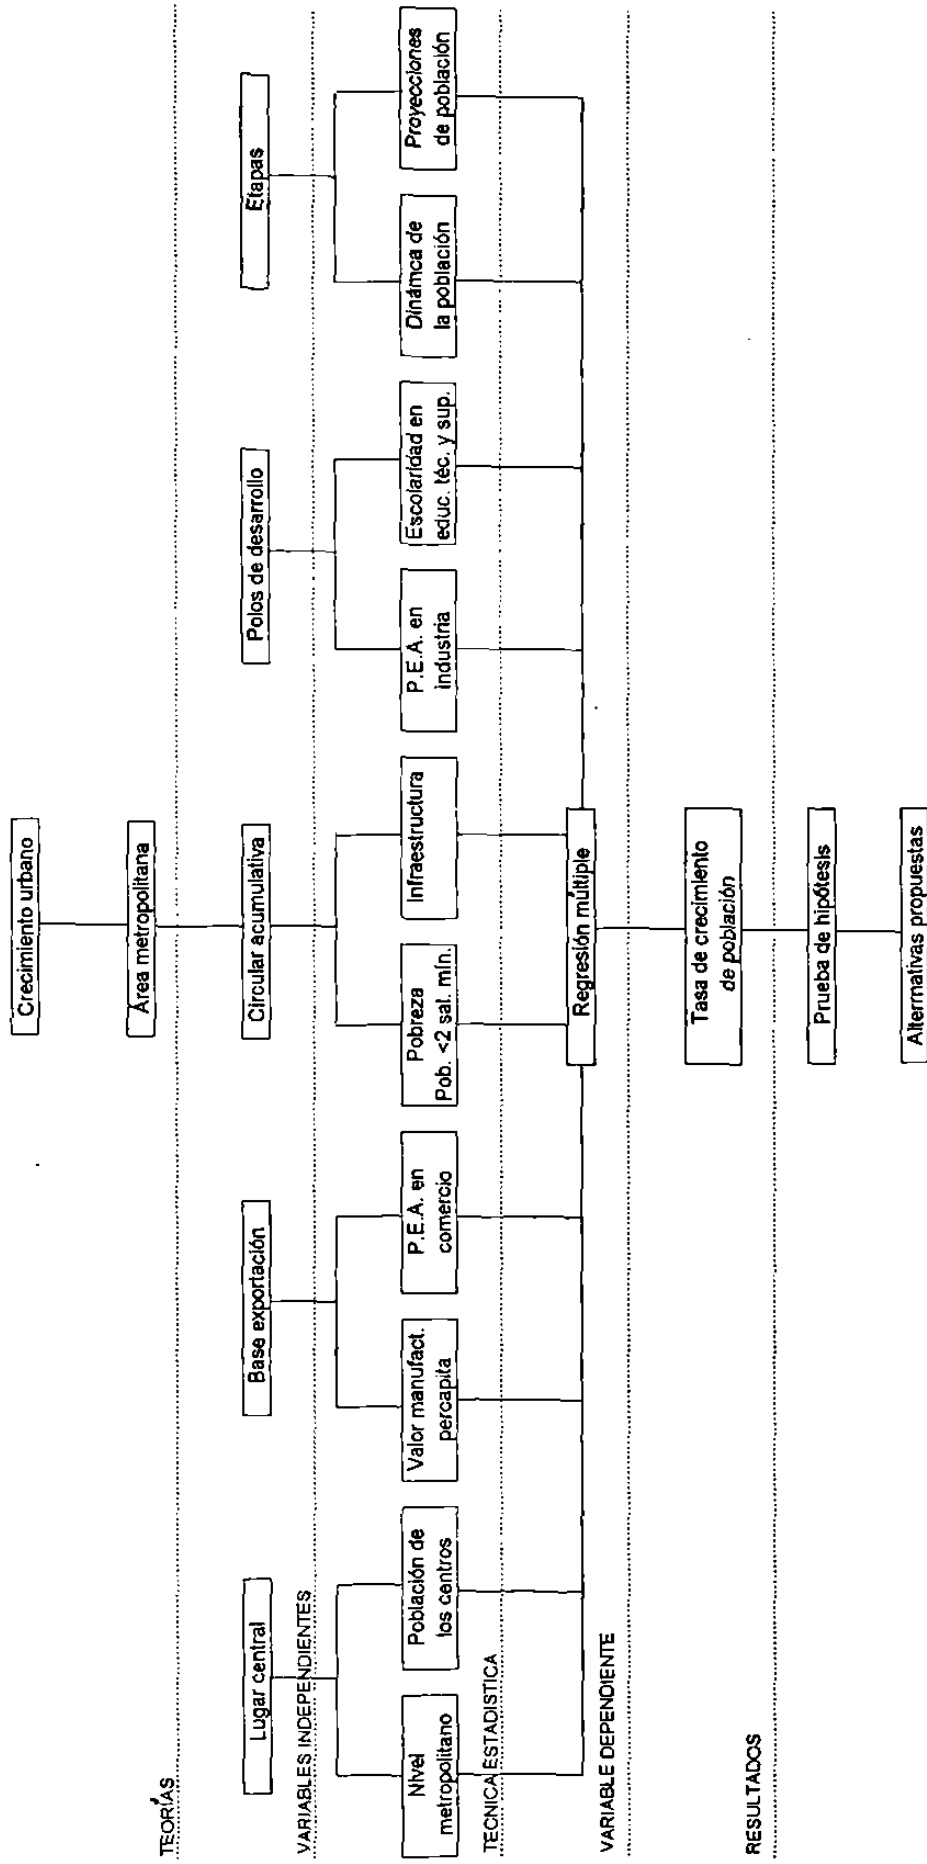 Crecimiento urbano
Área metropolitana
TEORÍAS
Lugar central
Base exportación
Circular acumulativa
Polos de desarrollo
Etapas
VARIABLES INDEPENDIENTES
Nivel
metropolitano
Población de
los centros
Valor manufact.
percapita
P.E.A. en
comercio
Pobreza
Pob. <2 sal. mín.
Infraestructura
P.E.A. en
industria
Escolaridad en
educ. téc. y sup.
Dinámca de
la población
Proyecciones
de población
TECNICA ESTADISTICA
Regresión múltiple
VARIABLE DEPENDIENTE
Tasa de crecimiento
de población
RESULTADOS
Prueba de hipótesis
Alternativas propuestas